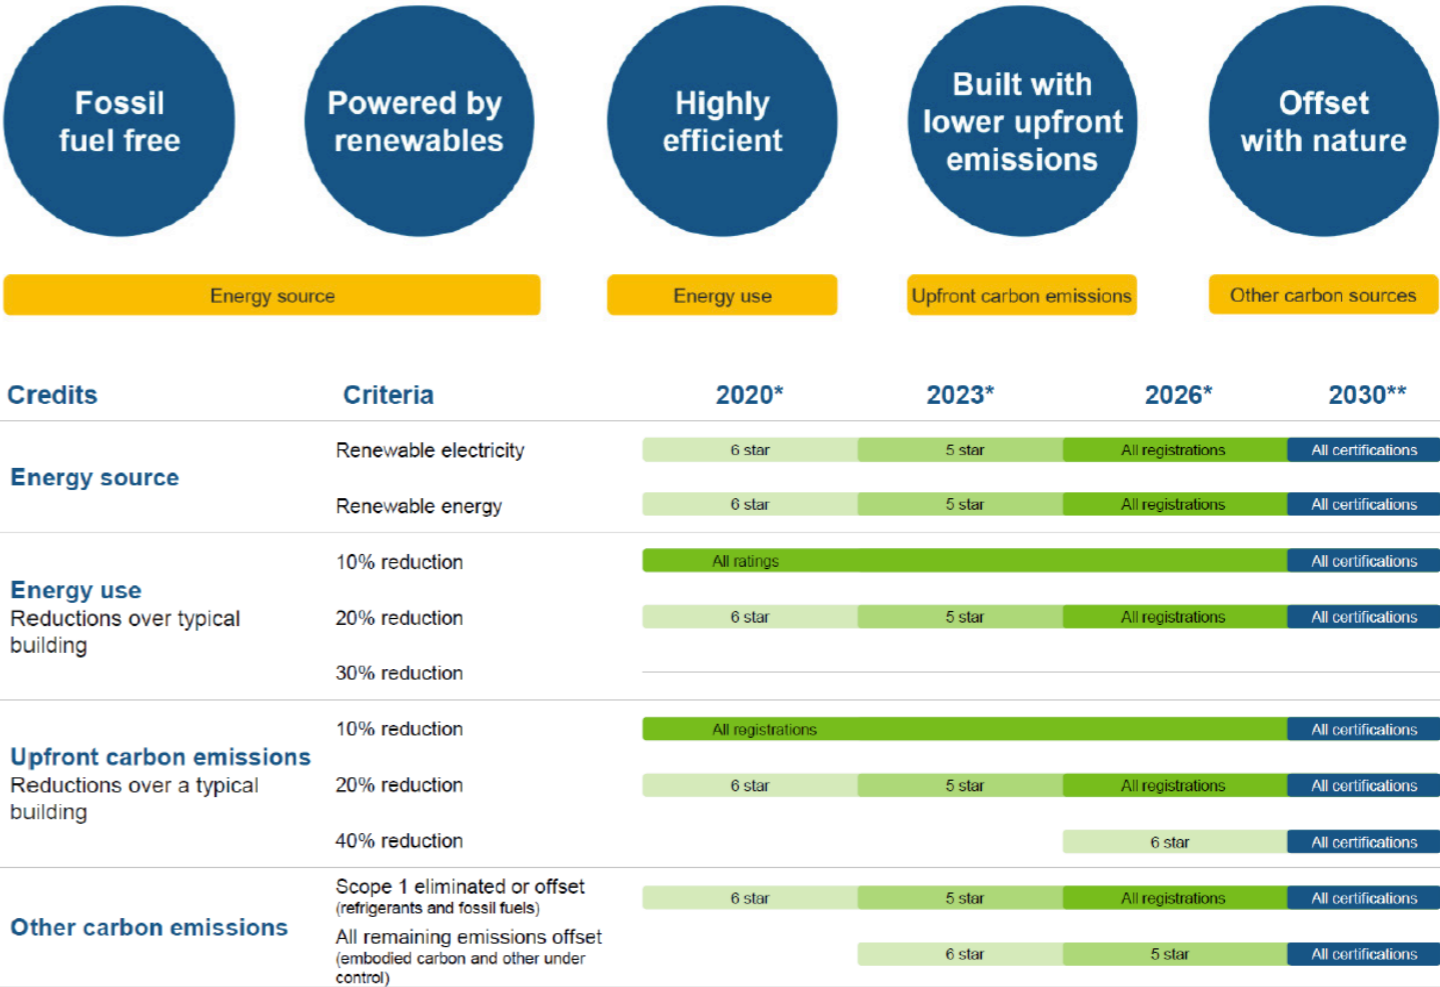 Fossil
fuel free
Powered by
renewables
Highly
efficient
Built with
lower upfront
emissions
Offset
with nature
Energy source
Energy use
Upfront carbon emissions
Other carbon sources
Credits Criteria 2020* 2023* 2026* 2030**
Energy source
Renewable electricity 6 star 5 star All registrations All certifications
Renewable energy 6 star 5 star All registrations All certifications
Energy use
Reductions over typical
building
10% reduction All ratings All certifications
20% reduction 6 star 5 star All registrations All certifications
30% reduction
Upfront carbon emissions
Reductions over a typical
building
10% reduction All registrations All certifications
20% reduction 6 star 5 star All registrations All certifications
40% reduction 6 star All certifications
Other carbon emissions
Scope 1 eliminated or offset
(refrigerants and fossil fuels)
6 star 5 star All registrations All certifications
All remaining emissions offset
(embodied carbon and other under
control)
6 star 5 star All certifications